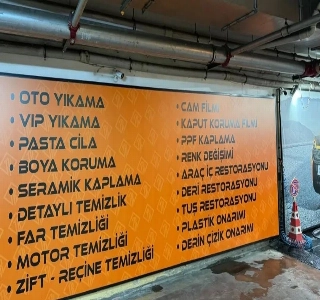 • OTO YIKAMA
• VIP YIKAMA
• PASTA CİLA
• BOYA KORUMA
• SERAMİK KAPLAMA
• DETAYLI TEMİZLİK
• FAR TEMİZLİĞİ
• MOTOR TEMİZLİĞİ
• ZİFT - REÇİNE TEMİZLİĞİ
• CAM FİLMİ
• KAPUT KORUMA FİLMİ
• PPF KAPLAMA
• RENK DEĞİŞİMİ
• ARAÇ İÇ RESTORASYONU
• DERİ RESTORASYONU
• TUŞ RESTORASYONU
• PLASTİK ONARIMI
• DERİN ÇİZİK ONARIMI